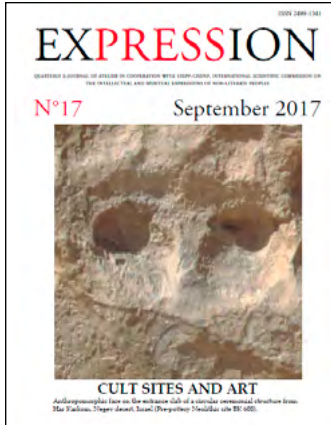 ISSN 2499-1341
EXPRESSION
QUARTERLY E-JOURNAL OF ATELIER IN COOPERATION WITH UISPP-CISNEP. INTERNATIONAL SCIENTIFIC COMMISSION ON
THE INTELLECTUAL AND SPIRITUAL EXPRESSIONS OF NON-LITERATE PEOPLES
N°17 September 2017
CULT SITES AND ART
Anthropomorphic face on the entrance slab of a circular ceremonial structure from
Har Karkom, Negev desert, Israel (Pre-pottery Neolithic site BK 608).